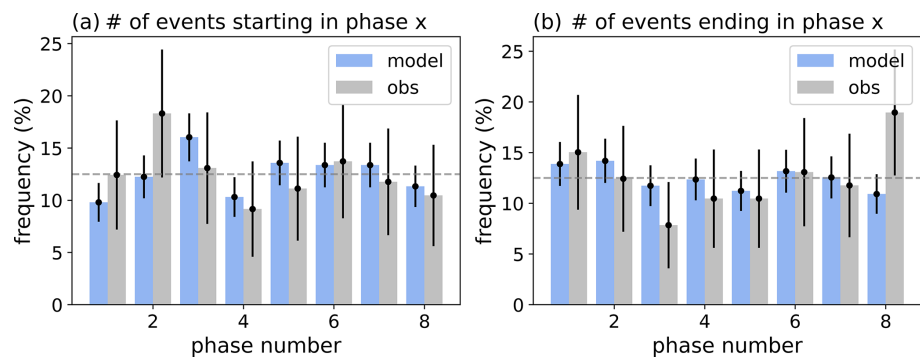 (a) # of events starting in phase x
25
20
15
10
5
0
frequency (%)
model
obs
2
4
6
8
phase number
(b) # of events ending in phase x
25
20
15
10
5
0
frequency (%)
model
obs
2
4
6
8
phase number